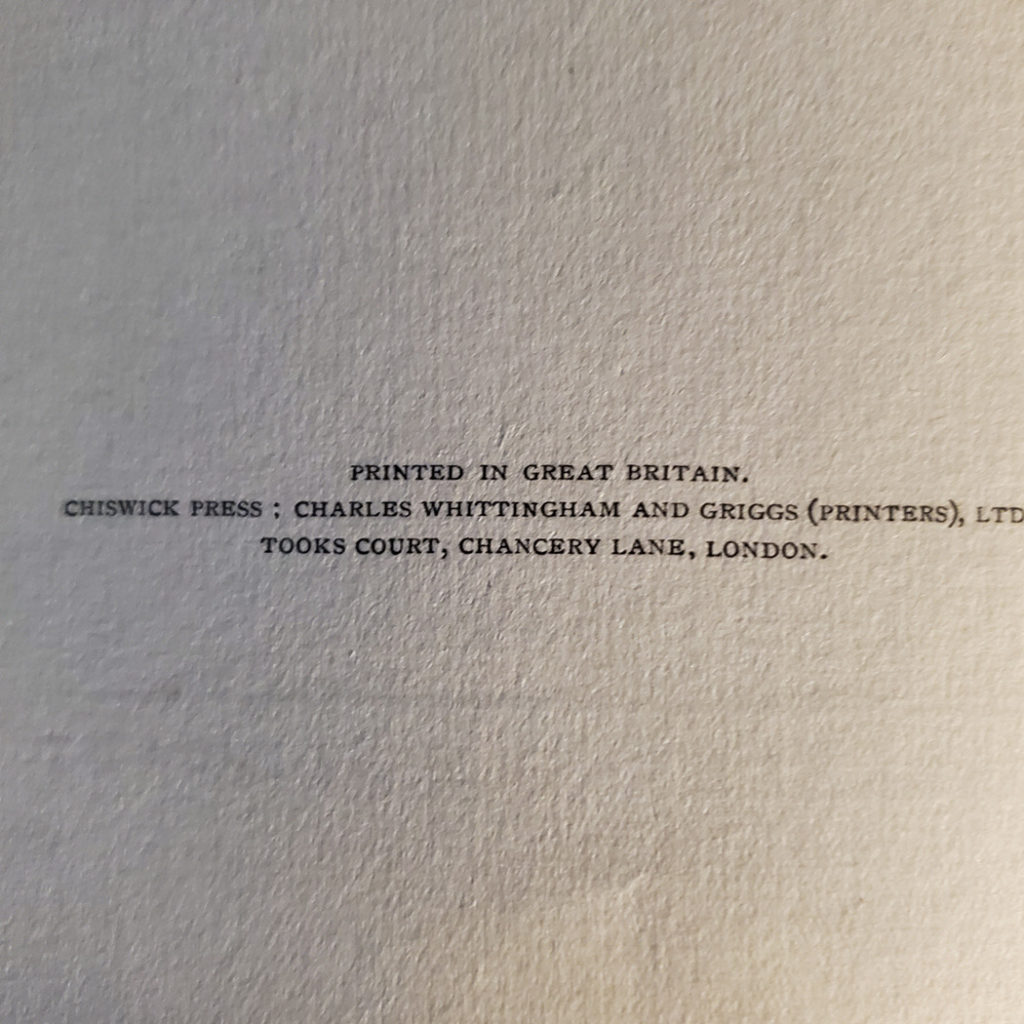 PRINTED IN GREAT BRITAIN.
CHISWICK PRESS : CHARLES WHITTINGHAM AND GRIGGS (PRINTERS), LTD
TOOKS COURT, CHANCERY LANE, LONDON.